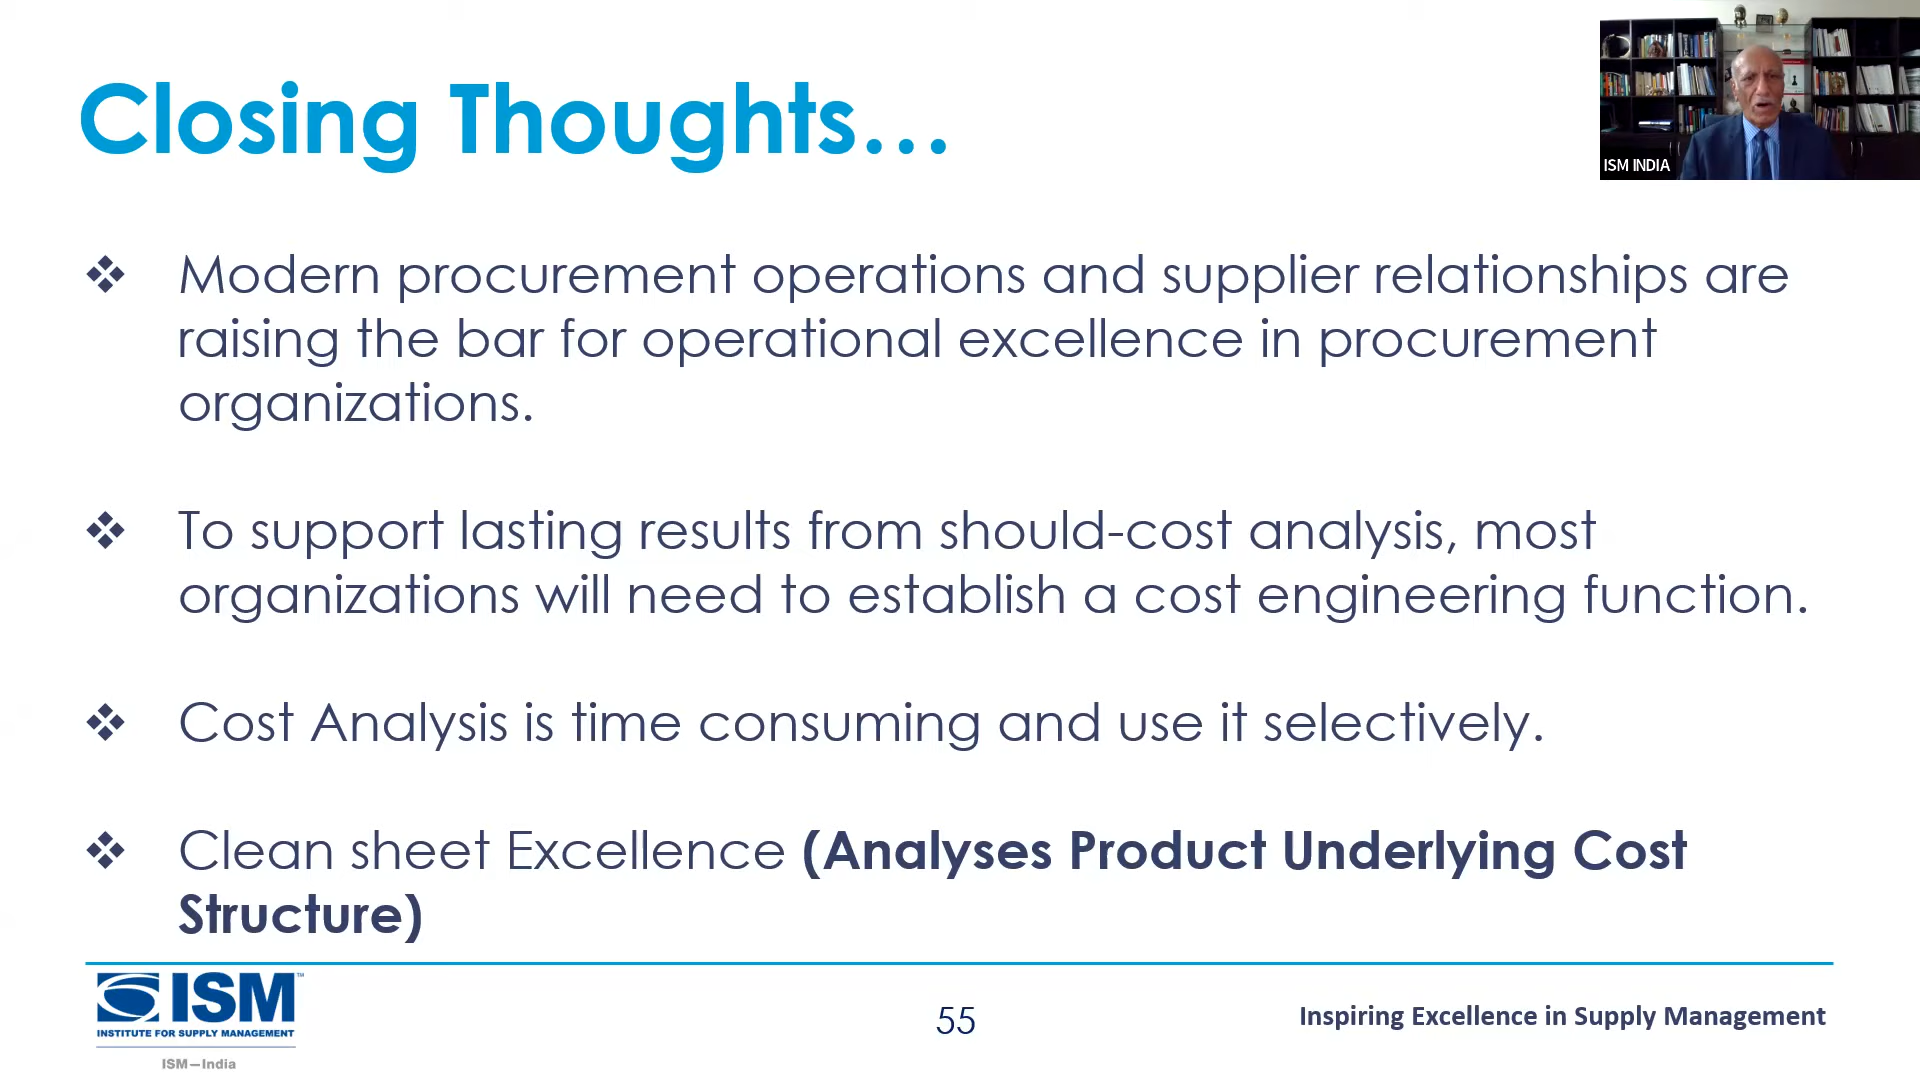 Closing Thoughts...
ISM INDIA
❖ Modern procurement operations and supplier relationships are
raising the bar for operational excellence in procurement
organizations.
❖ To support lasting results from should-cost analysis, most
organizations will need to establish a cost engineering function.
❖ Cost Analysis is time consuming and use it selectively.
❖ Clean sheet Excellence (Analyses Product Underlying Cost
Structure)
ISM™
INSTITUTE FOR SUPPLY MANAGEMENT
ISM—India
55
Inspiring Excellence in Supply Management